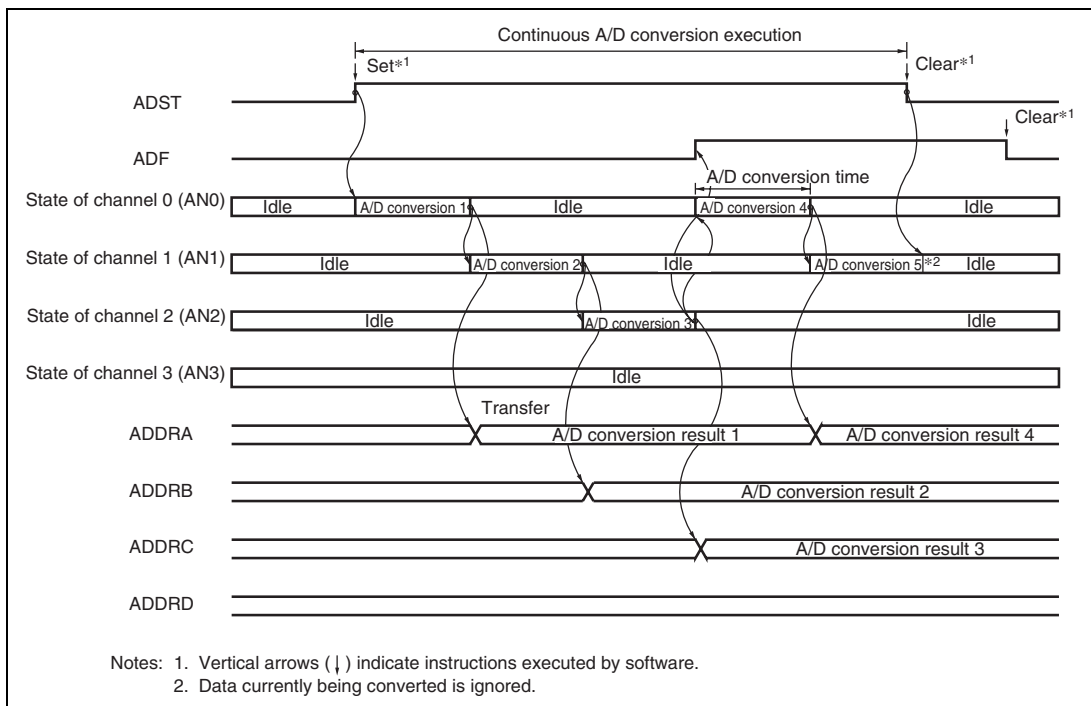 Continuous A/D conversion execution
Set*1
Clear*1
ADST
Clear*1
ADF
A/D conversion time
State of channel 0 (AN0)
Idle
A/D conversion 1
Idle
A/D conversion 4
Idle
State of channel 1 (AN1)
Idle
A/D conversion 2
Idle
A/D conversion 5
*2
Idle
State of channel 2 (AN2)
Idle
A/D conversion 3
Idle
State of channel 3 (AN3)
Idle
Transfer
ADDRA
A/D conversion result 1
A/D conversion result 4
ADDRB
A/D conversion result 2
ADDRC
A/D conversion result 3
ADDRD
Notes: 1. Vertical arrows (↓) indicate instructions executed by software.
2. Data currently being converted is ignored.